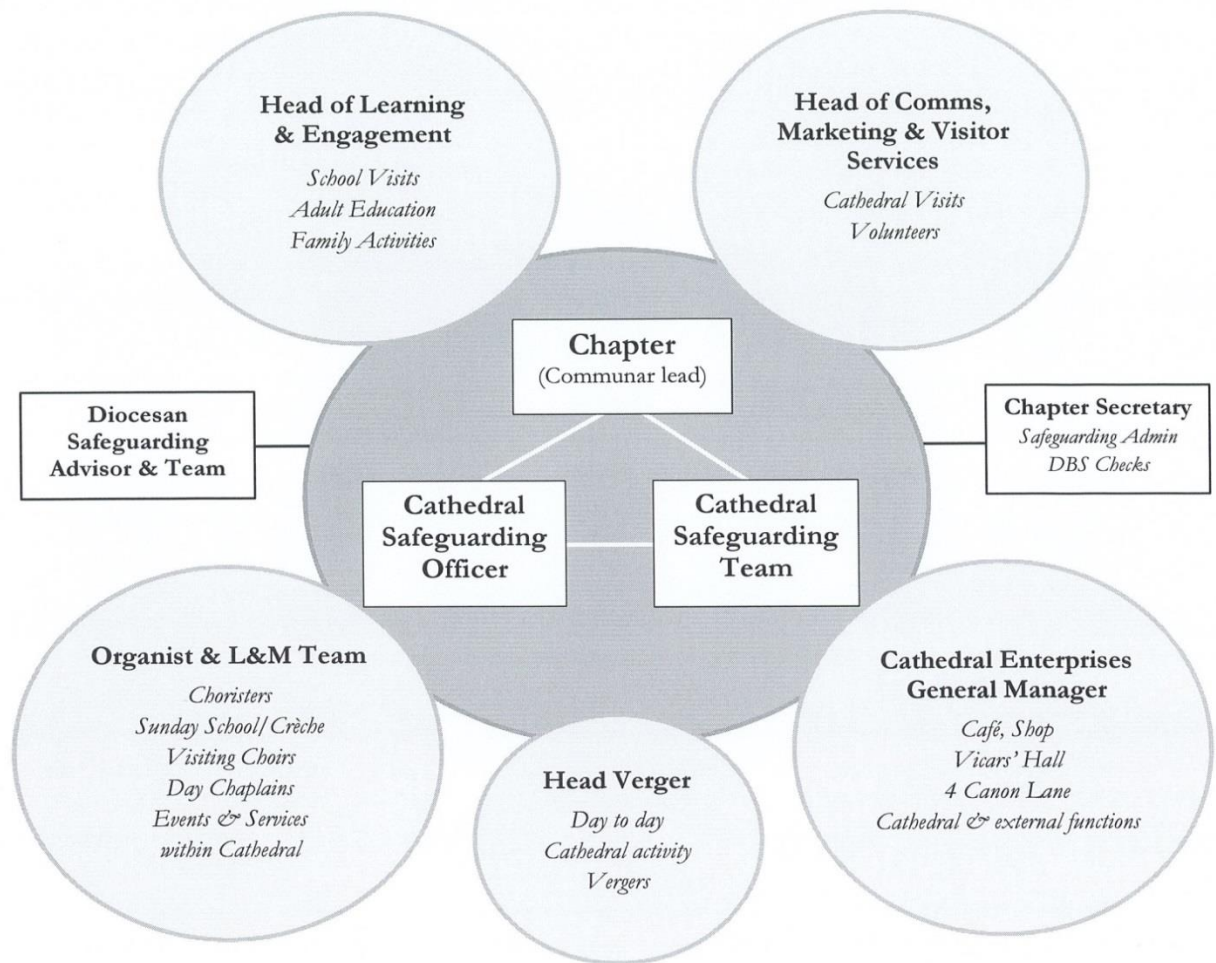 Head of Learning
& Engagement
School Visits
Adult Education
Family Activities
Head of Comms,
Marketing & Visitor
Services
Cathedral Visits
Volunteers
Chapter
(Communar lead)
Diocesan
Safeguarding
Advisor & Team
Chapter Secretary
Safeguarding Admin
DBS Checks
Cathedral
Safeguarding
Officer
Cathedral
Safeguarding
Team
Organist & L&M Team
Choristers
Sunday School/Crèche
Visiting Choirs
Day Chaplains
Events & Services
within Cathedral
Head Verger
Day to day
Cathedral activity
Vergers
Cathedral Enterprises
General Manager
Café, Shop
Vicars' Hall
4 Canon Lane
Cathedral & external functions